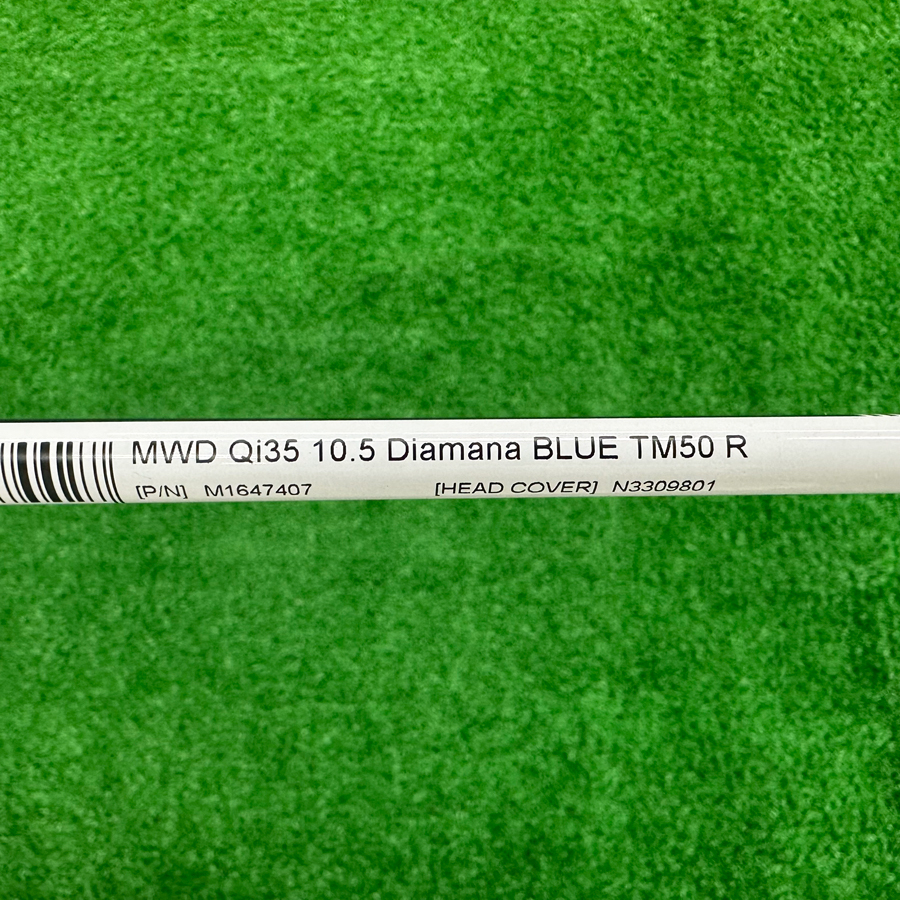 MWD Qi35 10.5 Diamana BLUE TM50 R
[P/N] M1647407 [HEAD COVER] N3309801